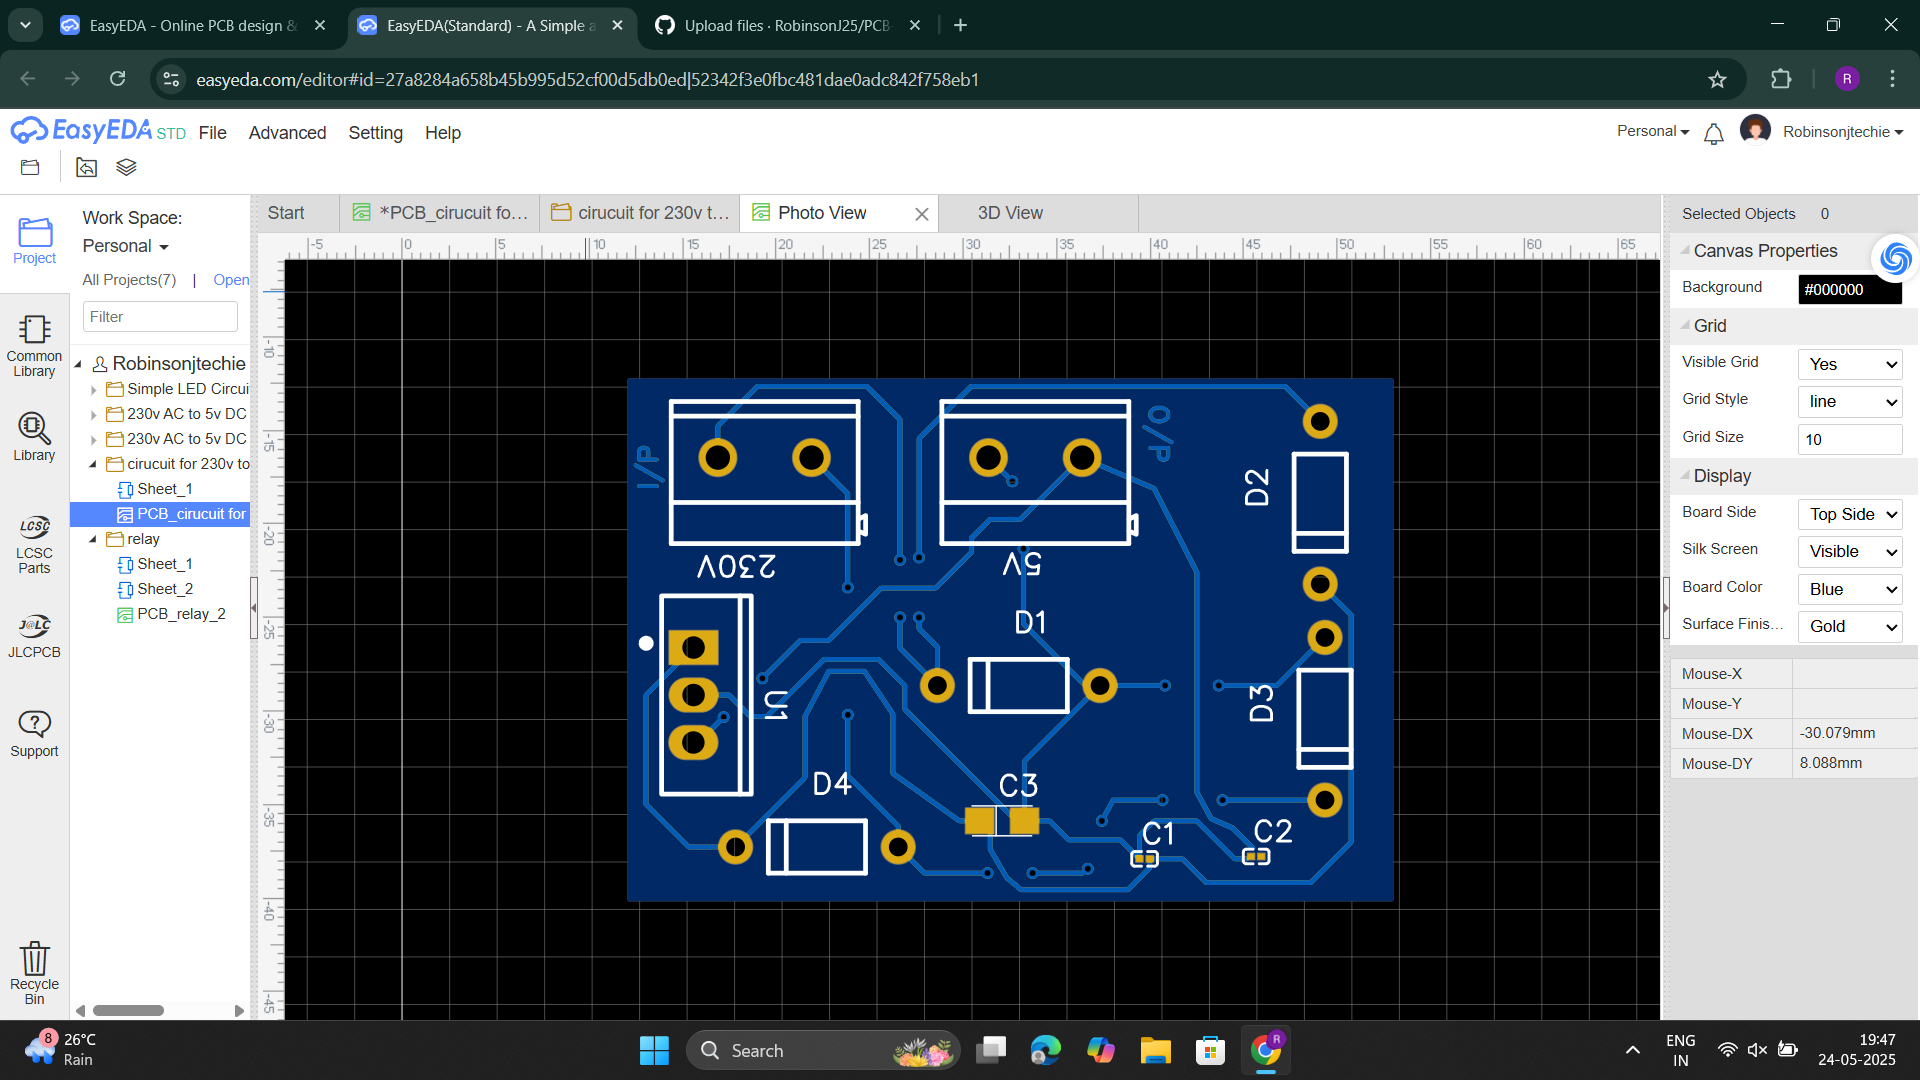 EasyEDA - Online PCB design &
EasyEDA(Standard) - A Simple a
Upload files · RobinsonJ25/PCB-
easyeda.com/editor#id=27a8284a658b45b995d52cf00d5db0ed|52342f3e0fbc481dae0adc842f758eb1
R
EasyEDA STD
File
Advanced
Setting
Help
Personal
Robinsonjtechie
Project
Common Library
Library
LCSC
LCSC Parts
J@LC
JLCPCB
Support
Recycle Bin
Work Space:
Personal
All Projects(7) | Open
Filter
Robinsonjtechie
Simple LED Circui
230v AC to 5v DC
230v AC to 5v DC
cirucuit for 230v to
Sheet_1
PCB_cirucuit for
relay
Sheet_1
Sheet_2
PCB_relay_2
Start
*PCB_cirucuit fo...
cirucuit for 230v t...
Photo View
3D View
-5 0 5 10 15 20 25 30 35 40 45 50 55 60 65
-10
-15
-20
-25
-30
-35
-40
-45
I/P
O/P
230V
5V
D2
D1
U1
D3
D4
C3
C1
C2
Selected Objects 0
Canvas Properties
Background #000000
Grid
Visible Grid Yes
Grid Style line
Grid Size 10
Display
Board Side Top Side
Silk Screen Visible
Board Color Blue
Surface Finis... Gold
Mouse-X
Mouse-Y
Mouse-DX -30.079mm
Mouse-DY 8.088mm
8
26°C
Rain
Search
R
ENG
IN
19:47
24-05-2025